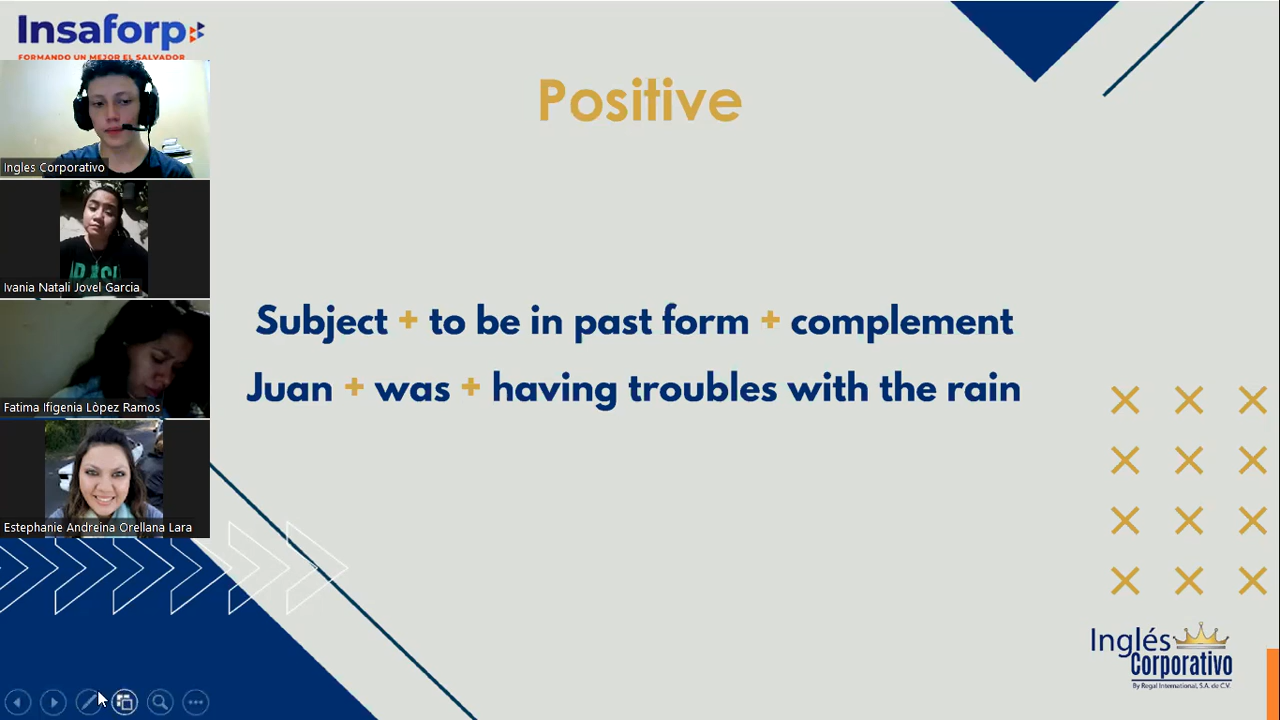 Insaforp
FORMANDO UN MEJOR EL SALVADOR
Positive
Ingles Corporativo
Ivania Natali Jovel Garcia
Subject + to be in past form + complement
Juan + was + having troubles with the rain
Fatima Ifigenia Lòpez Ramos
Estephanie Andreina Orellana Lara
Inglés
Corporativo
By Regal International, S.A. de C.V.